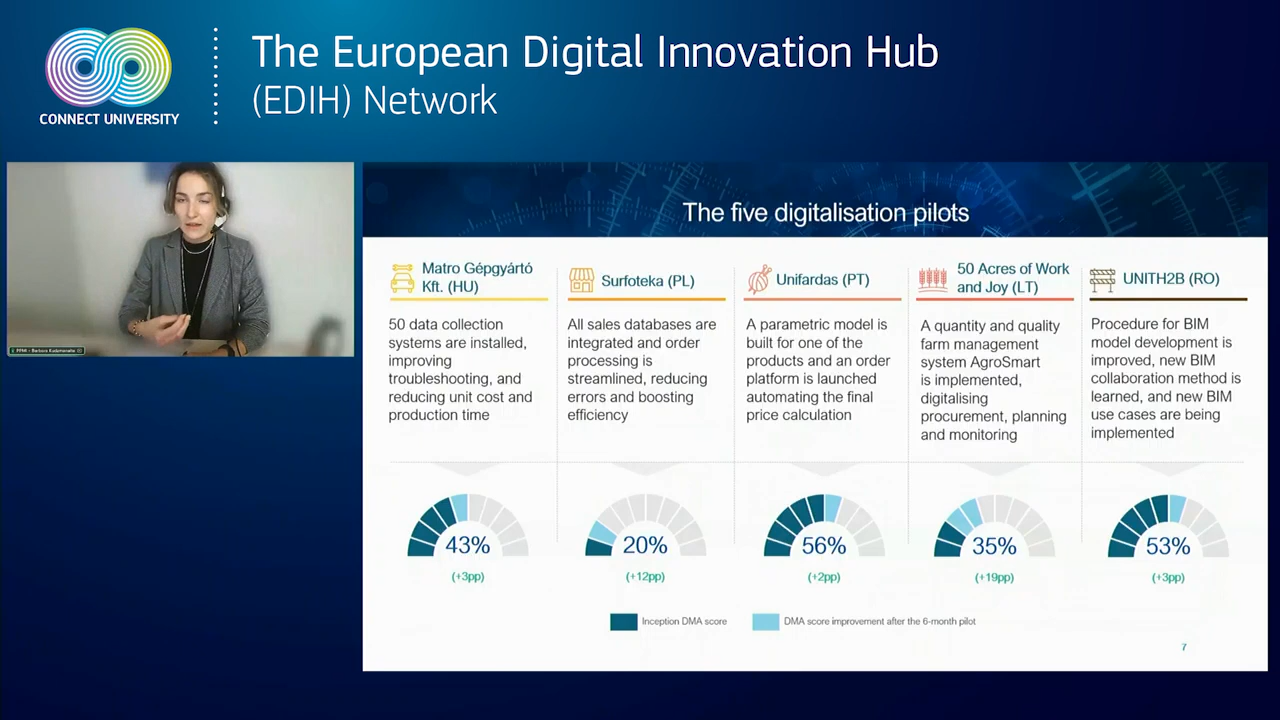 The European Digital Innovation Hub
(EDIH) Network
CONNECT UNIVERSITY
The five digitalisation pilots
Matro Gépgyártó
Kft. (HU)
50 data collection
systems are installed,
improving
troubleshooting, and
reducing unit cost and
production time
43%
(+3pp)
Surfoteka (PL)
All sales databases are
integrated and order
processing is
streamlined, reducing
errors and boosting
efficiency
20%
(+12pp)
Unifardas (PT)
A parametric model is
built for one of the
products and an order
platform is launched
automating the final
price calculation
56%
(+2pp)
50 Acres of Work
and Joy (LT)
A quantity and quality
farm management
system AgroSmart
is implemented,
digitalising
procurement, planning
and monitoring
35%
(+19pp)
UNITH2B (RO)
Procedure for BIM
model development is
improved, new BIM
collaboration method is
learned, and new BIM
use cases are being
implemented
53%
(+3pp)
Inception DMA score
DMA score improvement after the 6-month pilot
7